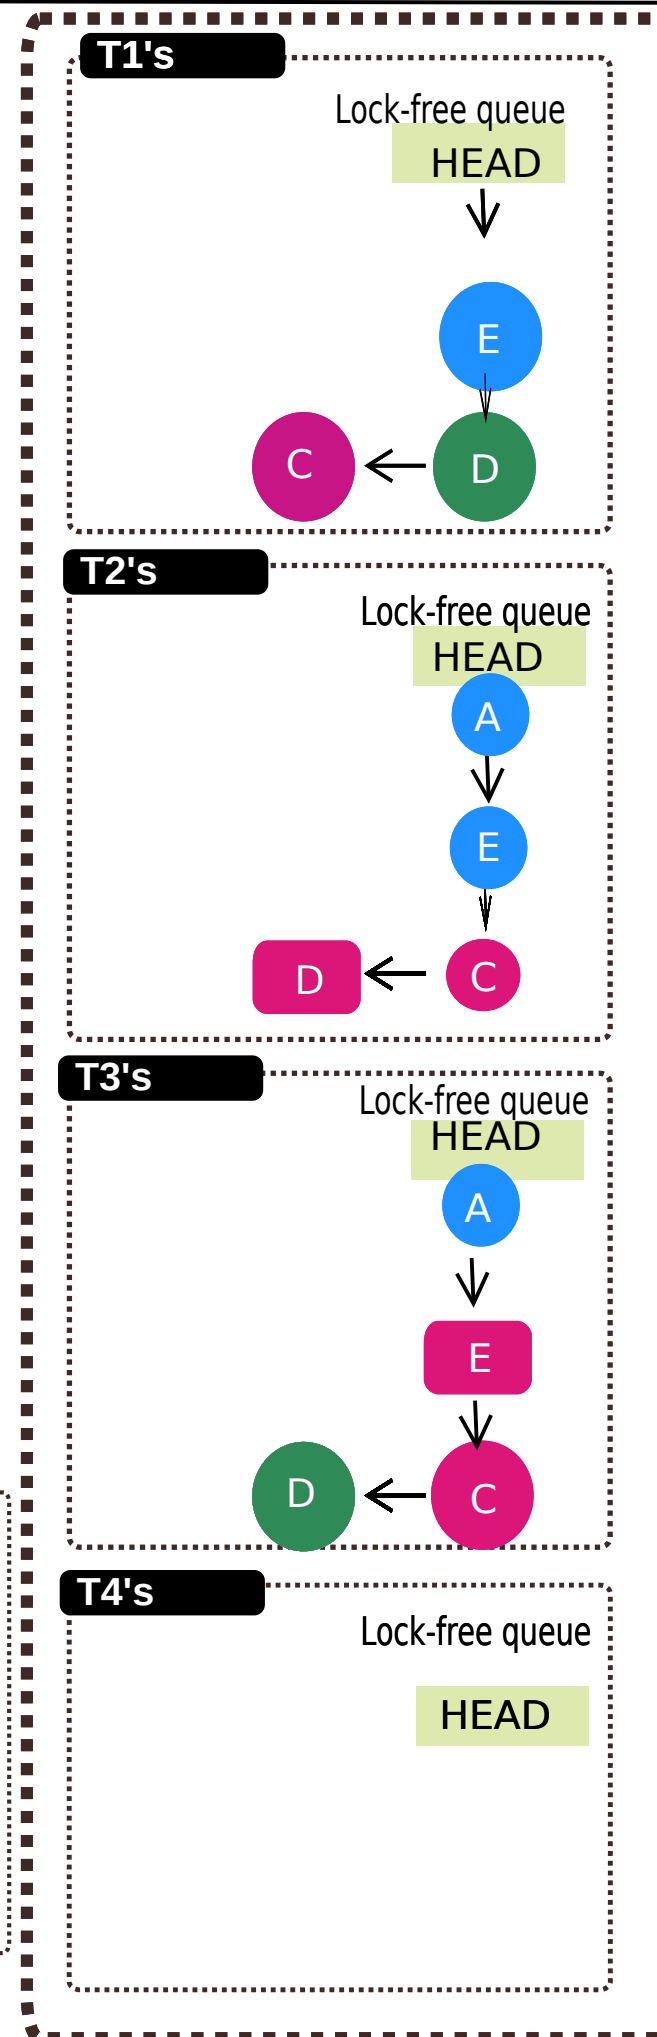 T1's
Lock-free queue
HEAD
E
C
D
T2's
Lock-free queue
HEAD
A
E
D
C
T3's
Lock-free queue
HEAD
A
E
D
C
T4's
Lock-free queue
HEAD